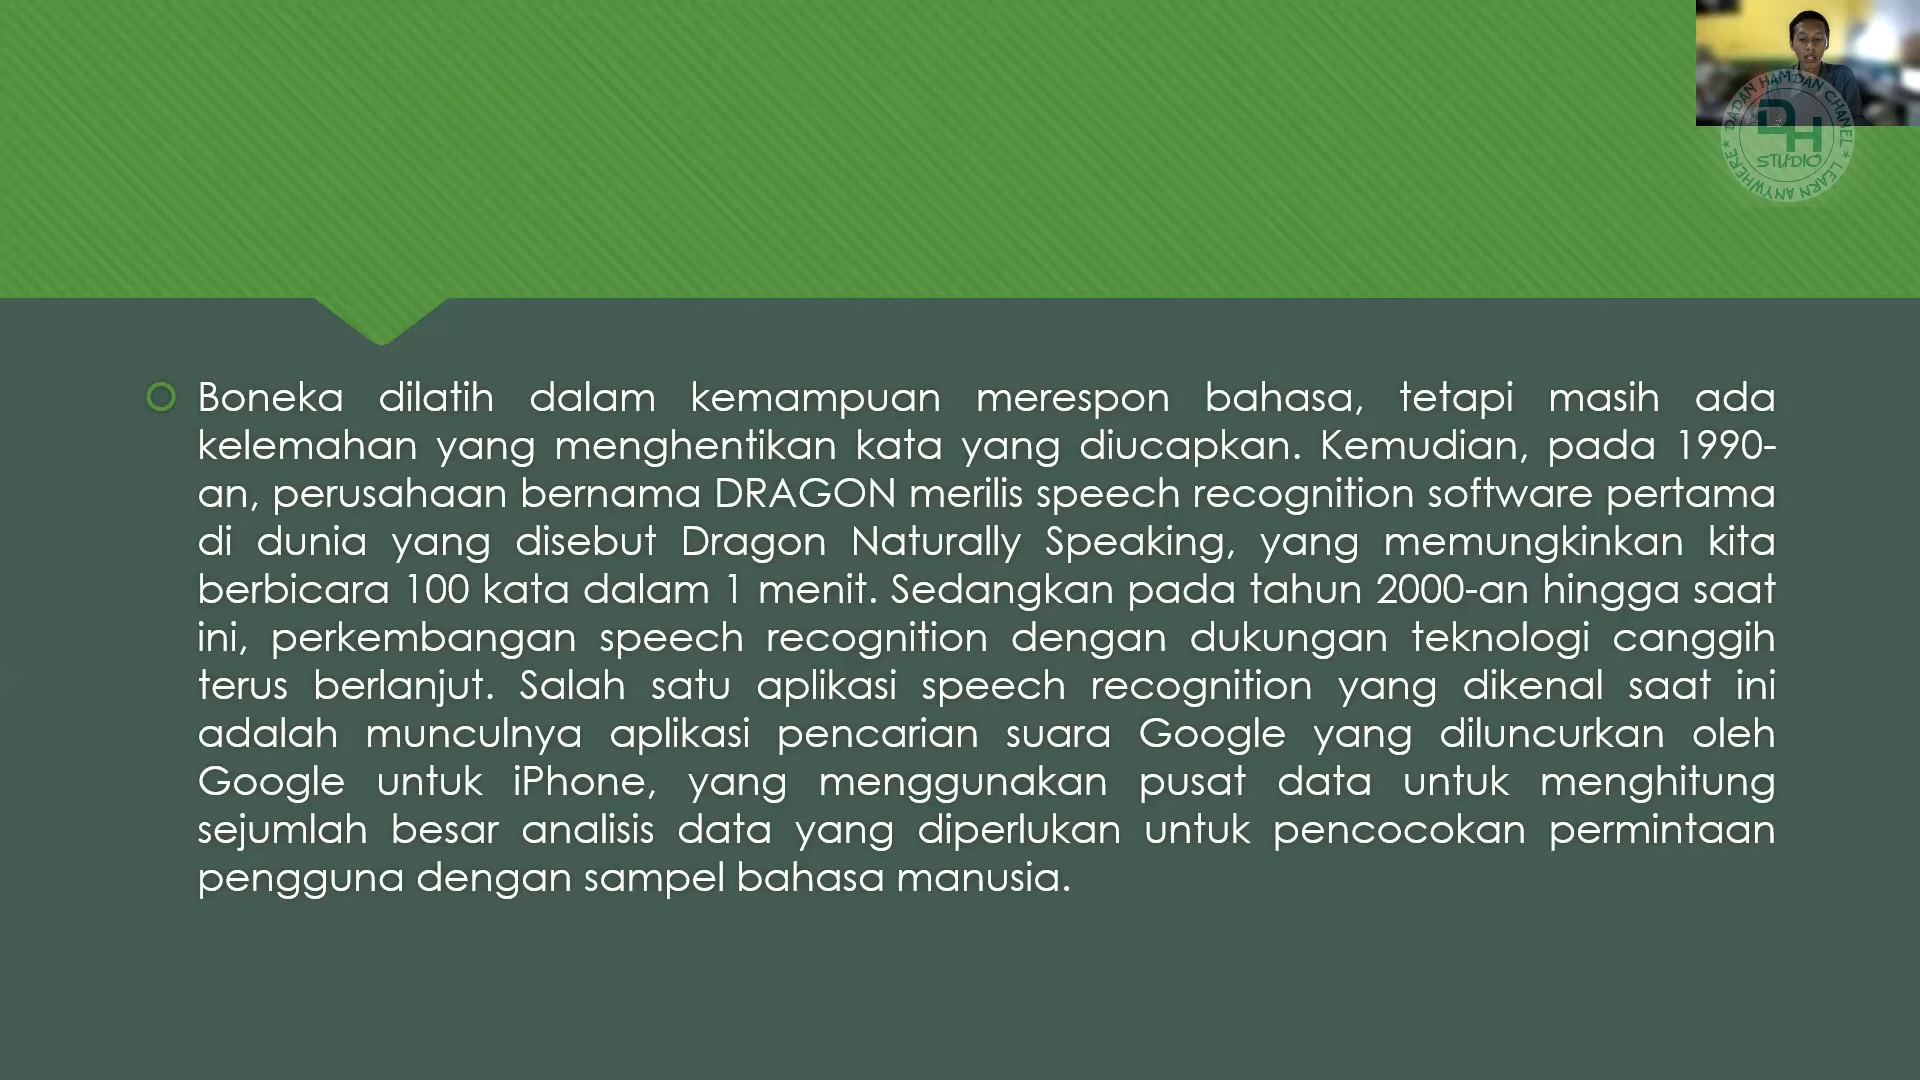 DADAN HAMDAN CHANEL
DH
STUDIO
* LEARN ANYWHERE *
Boneka dilatih dalam kemampuan merespon bahasa, tetapi masih ada
kelemahan yang menghentikan kata yang diucapkan. Kemudian, pada 1990-
an, perusahaan bernama DRAGON merilis speech recognition software pertama
di dunia yang disebut Dragon Naturally Speaking, yang memungkinkan kita
berbicara 100 kata dalam 1 menit. Sedangkan pada tahun 2000-an hingga saat
ini, perkembangan speech recognition dengan dukungan teknologi canggih
terus berlanjut. Salah satu aplikasi speech recognition yang dikenal saat ini
adalah munculnya aplikasi pencarian suara Google yang diluncurkan oleh
Google untuk iPhone, yang menggunakan pusat data untuk menghitung
sejumlah besar analisis data yang diperlukan untuk pencocokan permintaan
pengguna dengan sampel bahasa manusia.